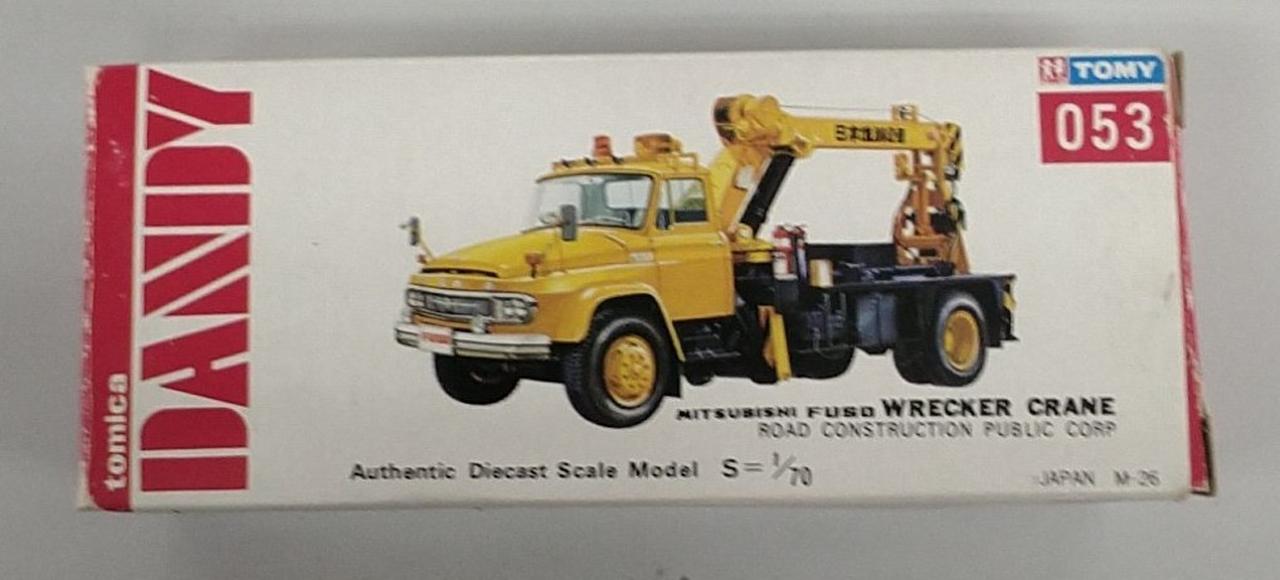 tomica
DANDY
TOMY
053
MITSUBISHI FUSO WRECKER CRANE
ROAD CONSTRUCTION PUBLIC CORP
Authentic Diecast Scale Model S=1/70
JAPAN M-26